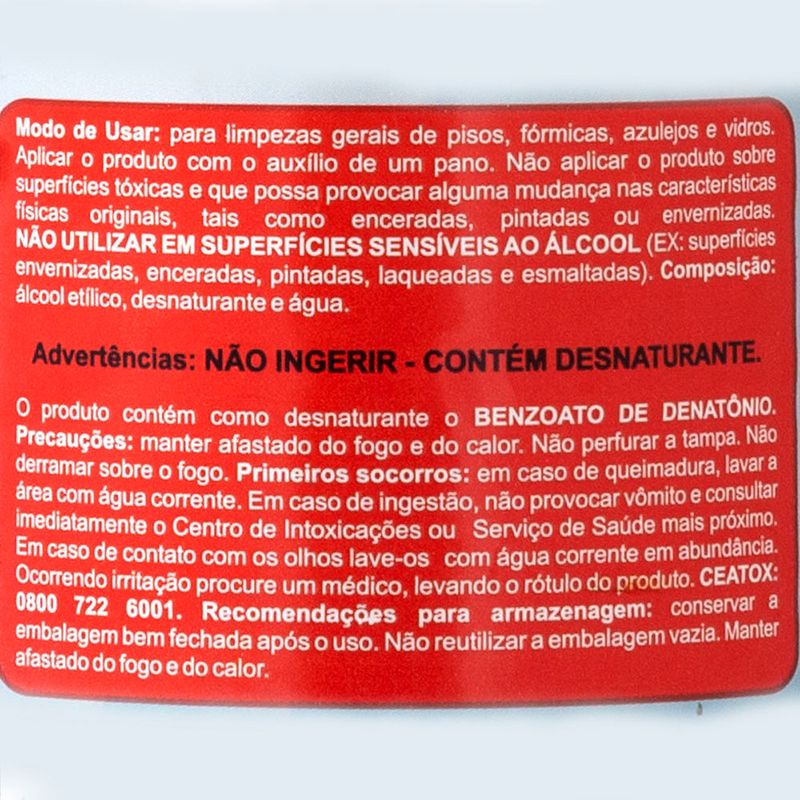 Modo de Usar: para limpezas gerais de pisos, fórmicas, azulejos e vidros.
Aplicar o produto com o auxílio de um pano. Não aplicar o produto sobre
superfícies tóxicas e que possa provocar alguma mudança nas características
físicas originais, tais como enceradas, pintadas ou envernizadas.
NÃO UTILIZAR EM SUPERFÍCIES SENSÍVEIS AO ÁLCOOL (EX: superfícies
envernizadas, enceradas, pintadas, laqueadas e esmaltadas). Composição:
álcool etílico, desnaturante e água.
Advertências: NÃO INGERIR - CONTÉM DESNATURANTE.
O produto contém como desnaturante o BENZOATO DE DENATÔNIO.
Precauções: manter afastado do fogo e do calor. Não perfurar a tampa. Não
derramar sobre o fogo. Primeiros socorros: em caso de queimadura, lavar a
área com água corrente. Em caso de ingestão, não provocar vômito e consultar
imediatamente o Centro de Intoxicações ou Serviço de Saúde mais próximo.
Em caso de contato com os olhos lave-os com água corrente em abundância.
Ocorrendo irritação procure um médico, levando o rótulo do produto. CEATOX:
0800 722 6001. Recomendações para armazenagem: conservar a
embalagem bem fechada após o uso. Não reutilizar a embalagem vazia. Manter
afastado do fogo e do calor.